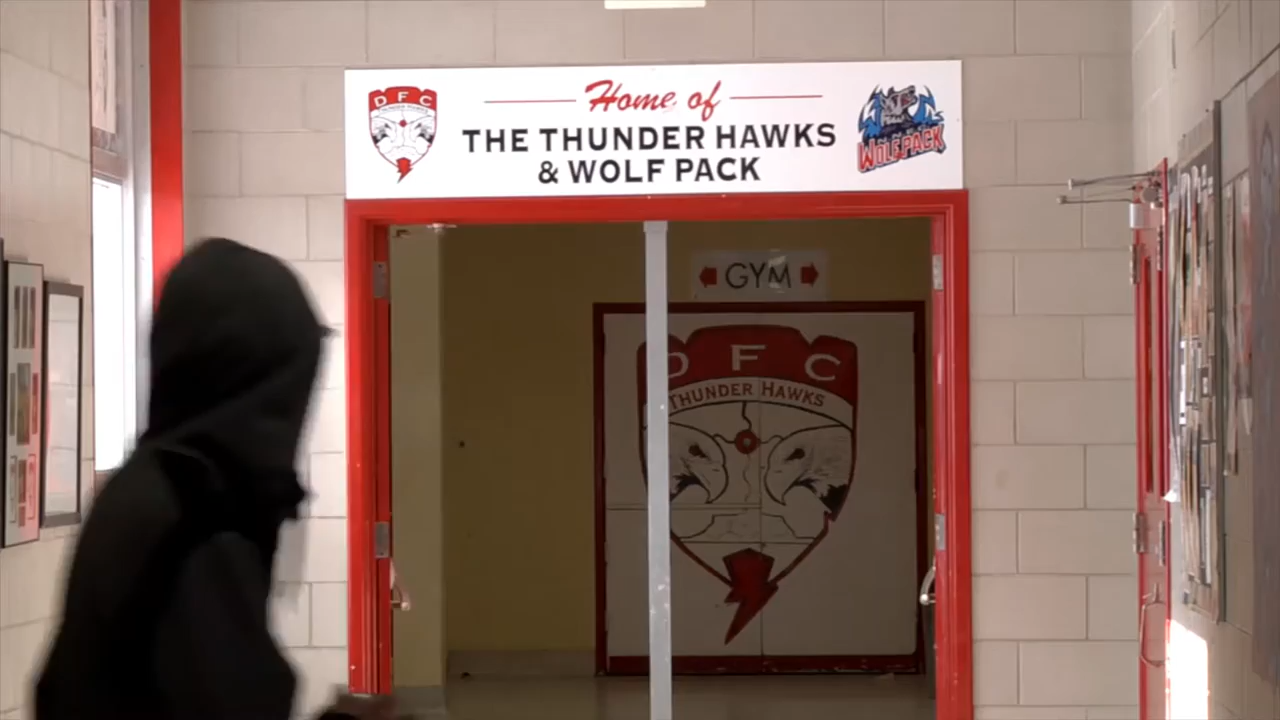 DFC
Home of
THE THUNDER HAWKS
& WOLF PACK
WOLFPACK
GYM
DFC
THUNDER HAWKS